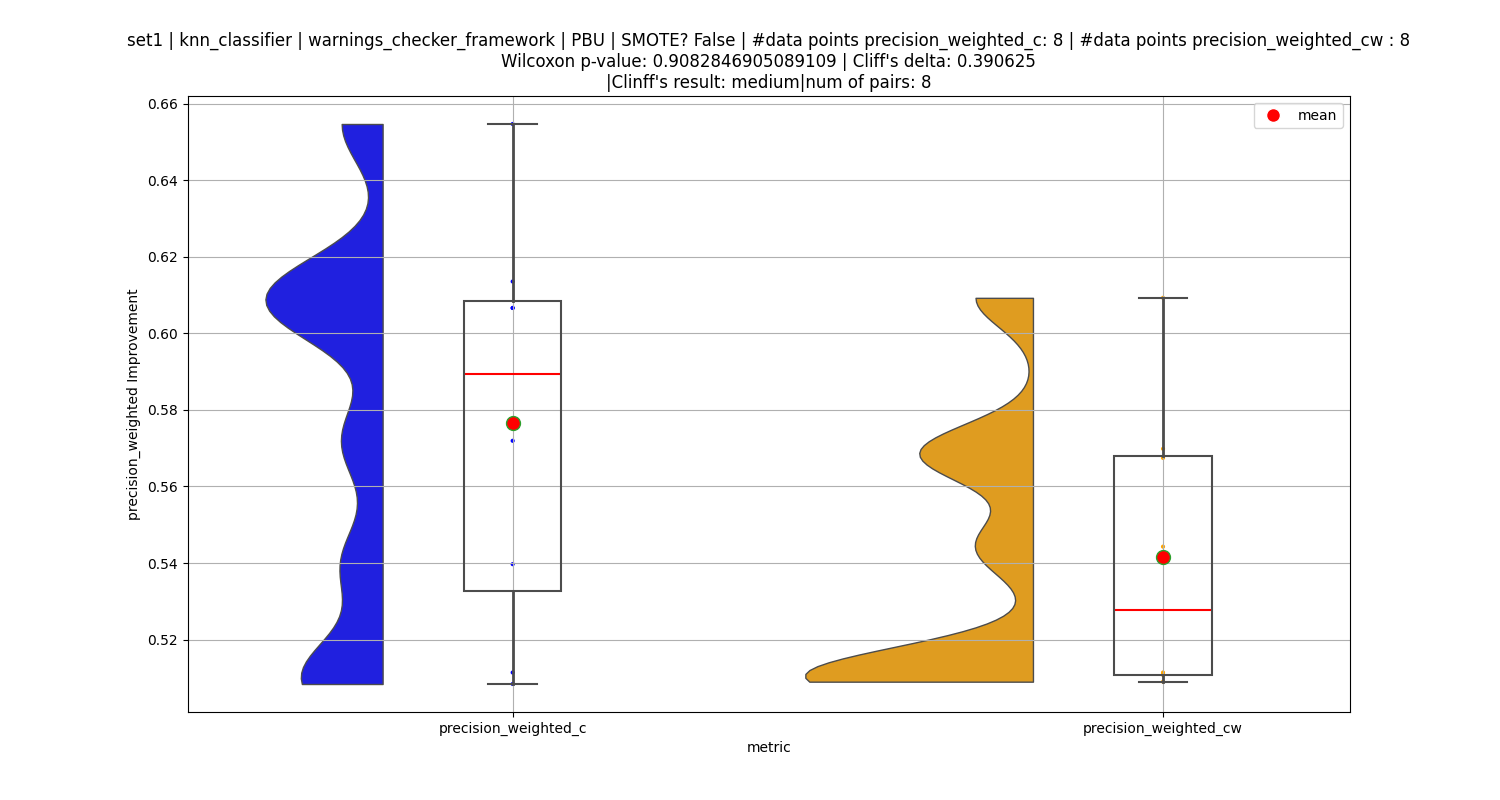 set1 | knn_classifier | warnings_checker_framework | PBU | SMOTE? False | #data points precision_weighted_c: 8 | #data points precision_weighted_cw : 8
Wilcoxon p-value: 0.9082846905089109 | Cliff's delta: 0.390625
|Clinff's result: medium|num of pairs: 8
mean
0.66
0.64
0.62
0.60
0.58
0.56
0.54
0.52
precision_weighted Improvement
precision_weighted_c
precision_weighted_cw
metric